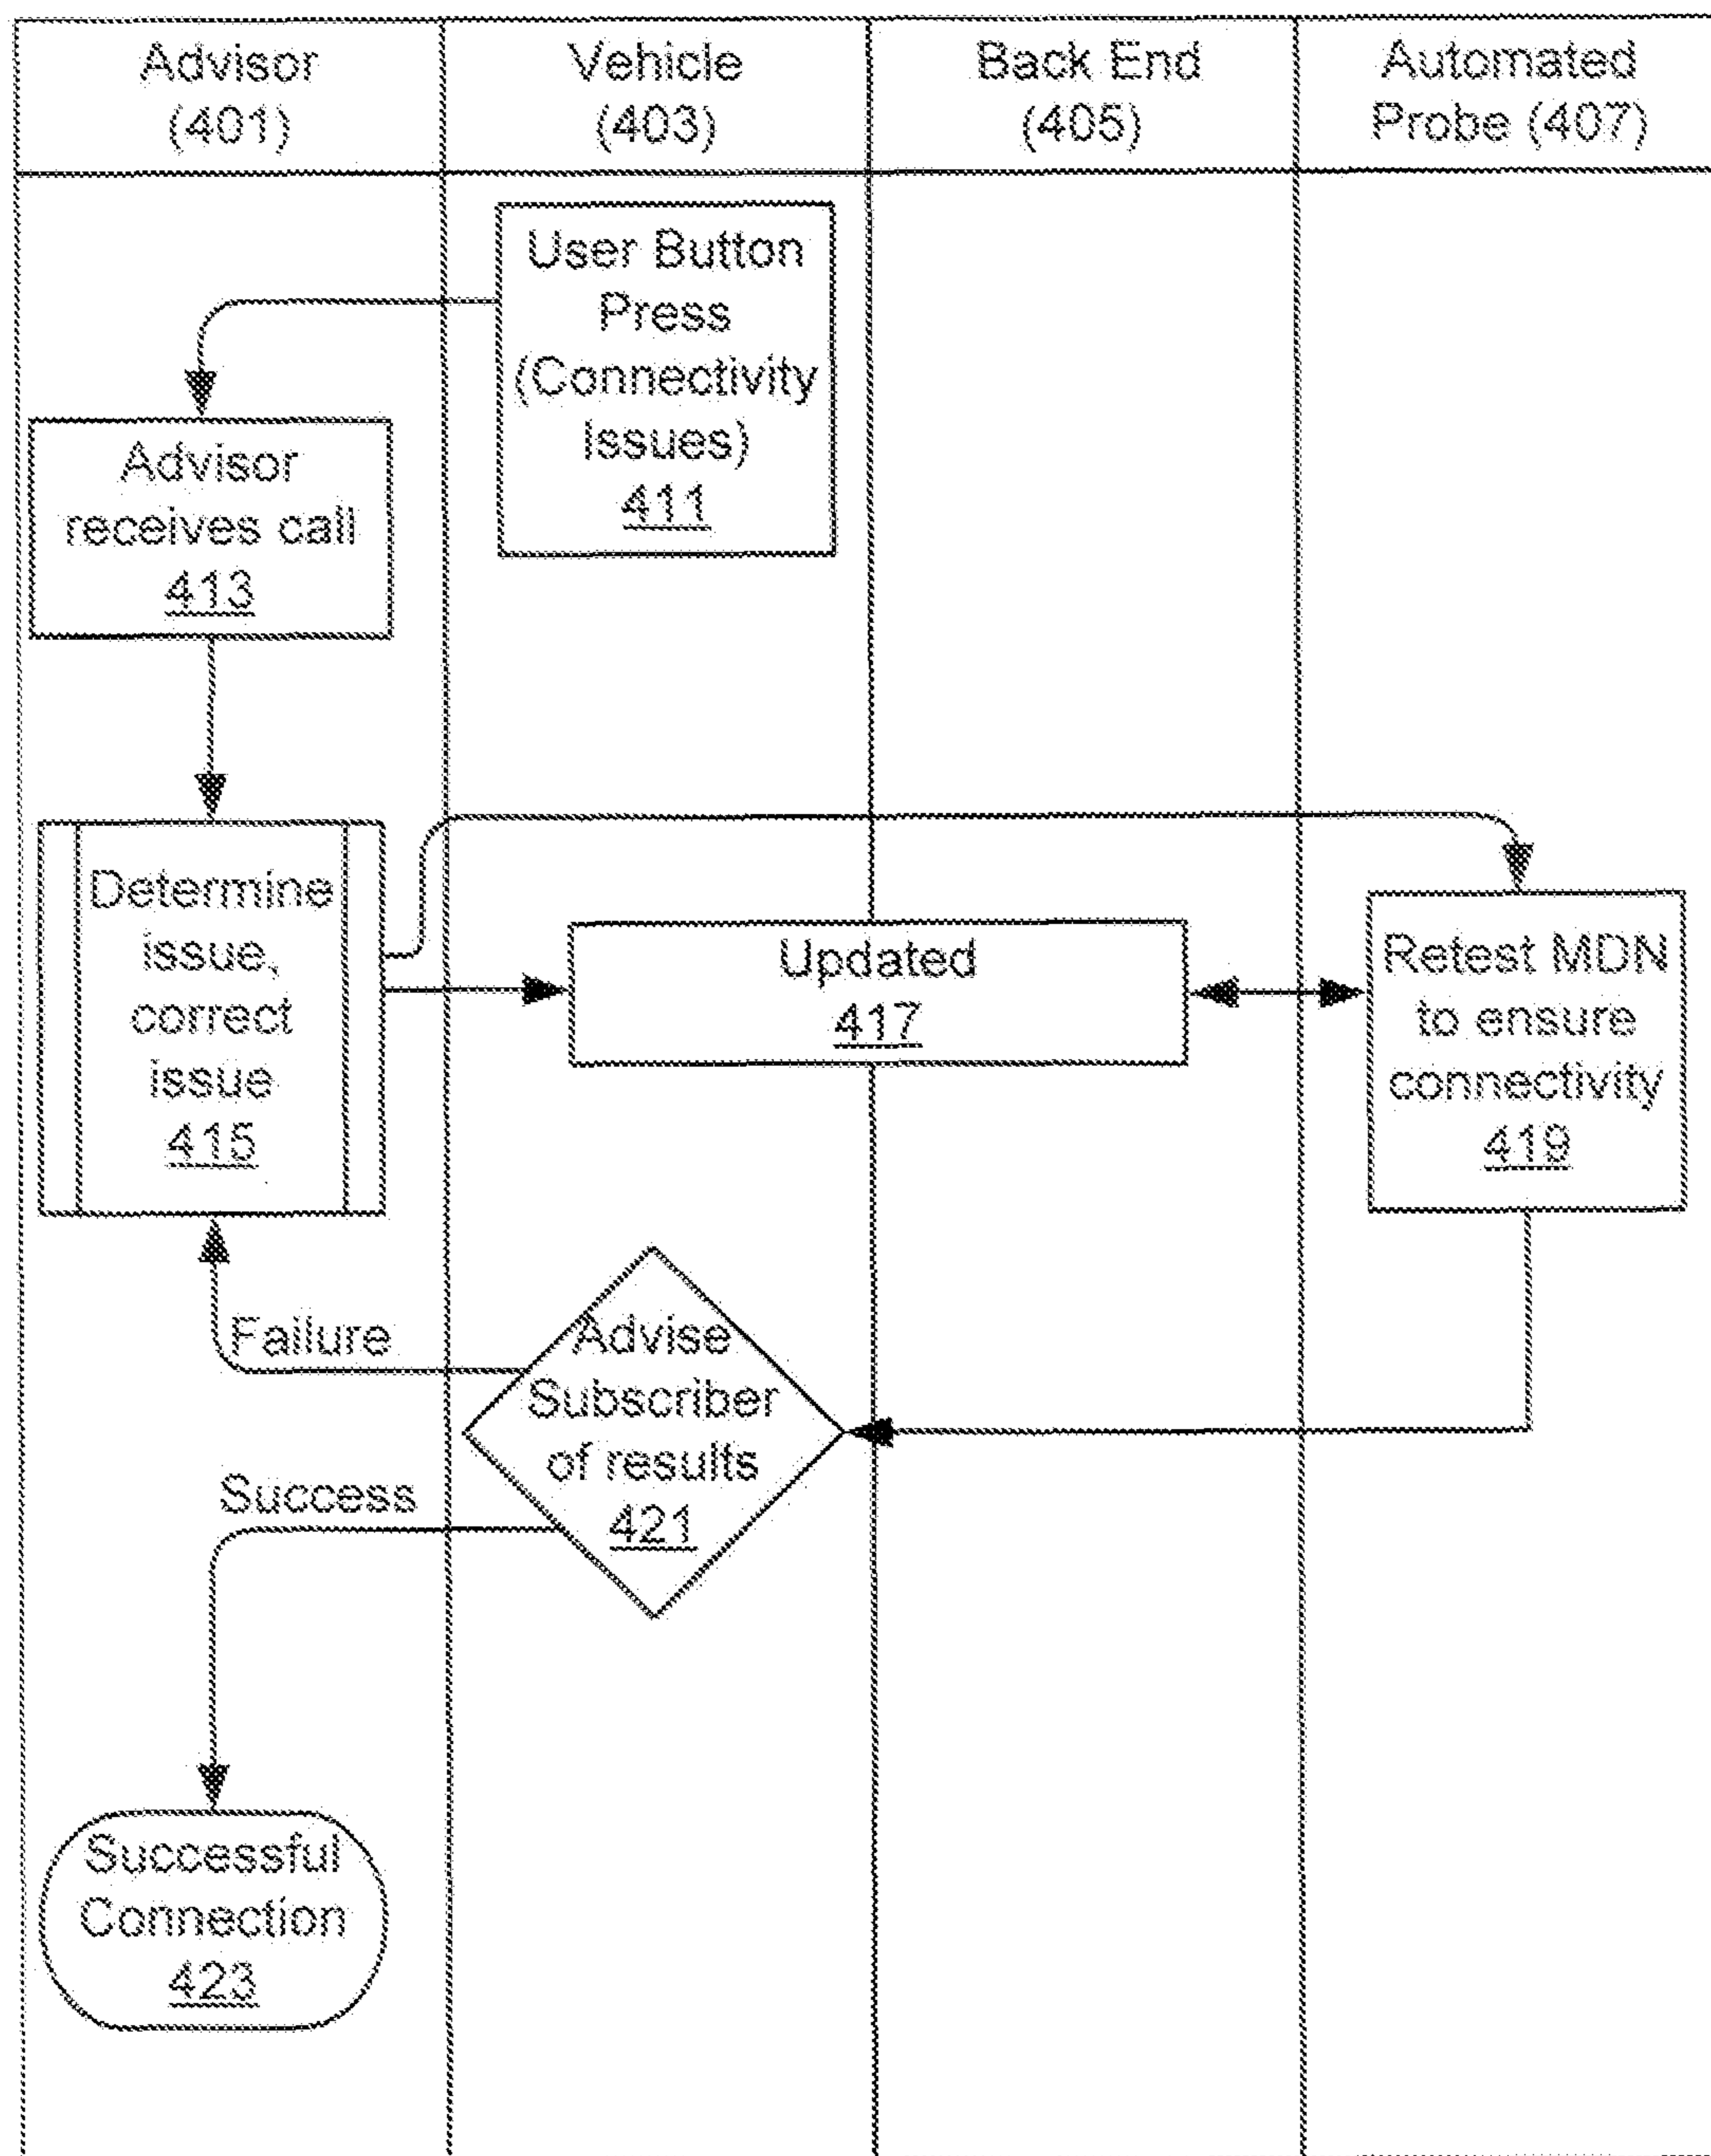 Advisor
(401)
Vehicle
(403)
Back End
(405)
Automated
Probe (407)
User Button
Press
(Connectivity
Issues)
411
Advisor
receives call
413
Determine
issue,
correct
issue
415
Updated
417
Retest MDN
to ensure
connectivity
419
Failure
Advise
Subscriber
of results
421
Success
Successful
Connection
423